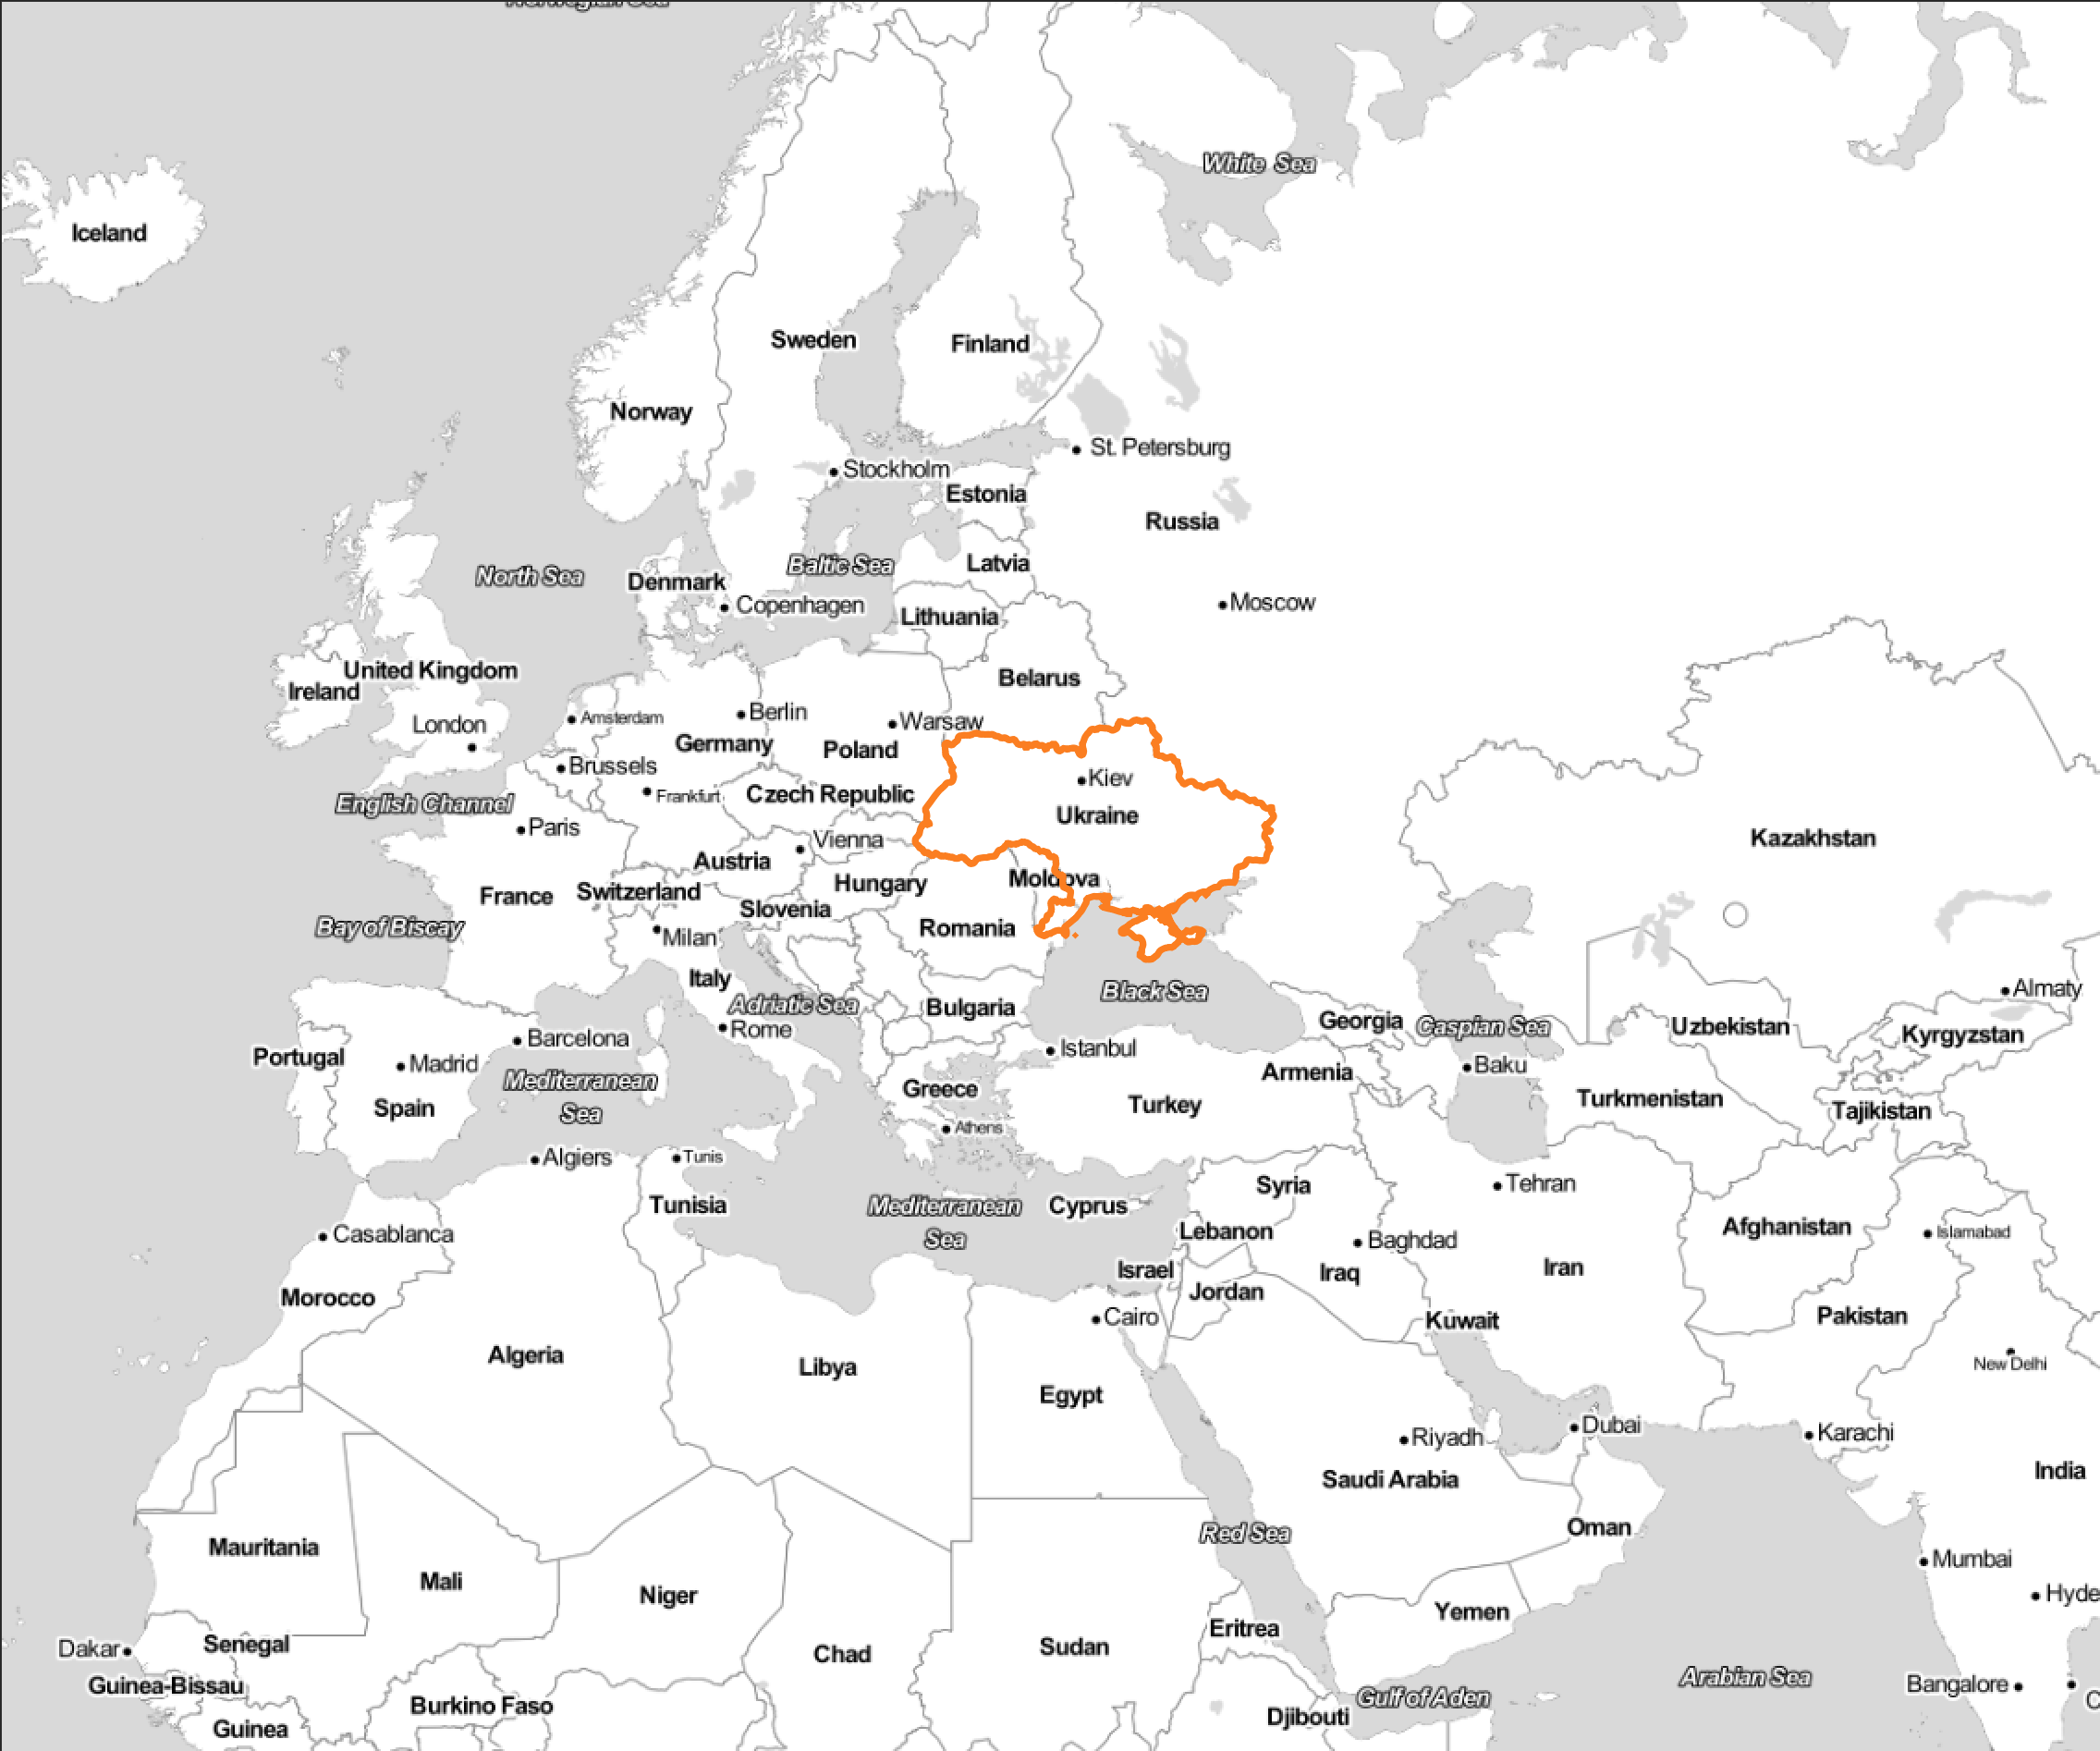 Norwegian Sea
White Sea
Iceland
Sweden
Finland
Norway
St. Petersburg
Stockholm
Estonia
Russia
Latvia
Baltic Sea
North Sea
Denmark
Copenhagen
Moscow
Lithuania
United Kingdom
Belarus
Ireland
Berlin
Amsterdam
Warsaw
London
Germany
Poland
Brussels
Kiev
Frankfurt
Czech Republic
English Channel
Ukraine
Paris
Vienna
Kazakhstan
Austria
Moldova
Hungary
Switzerland
France
Slovenia
Bay of Biscay
Romania
Milan
Italy
Black Sea
Almaty
Adriatic Sea
Bulgaria
Georgia
Caspian Sea
Uzbekistan
Rome
Kyrgyzstan
Barcelona
Istanbul
Portugal
Madrid
Baku
Armenia
Mediterranean
Sea
Greece
Turkmenistan
Spain
Turkey
Tajikistan
Athens
Algiers
Tunis
Syria
Tehran
Tunisia
Mediterranean
Sea
Cyprus
Afghanistan
Lebanon
Islamabad
Casablanca
Baghdad
Iran
Israel
Iraq
Jordan
Morocco
Cairo
Kuwait
Pakistan
Algeria
Libya
New Delhi
Egypt
Dubai
Karachi
Riyadh
India
Saudi Arabia
Oman
Red Sea
Mauritania
Mumbai
Mali
Niger
Hyde
Yemen
Eritrea
Senegal
Sudan
Dakar
Chad
Arabian Sea
Guinea-Bissau
Bangalore
Gulf of Aden
C
Burkino Faso
Djibouti
Guinea